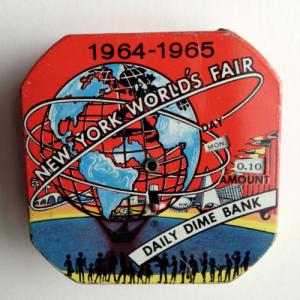 1964-1965
NEW YORK WORLD'S FAIR
DAY
MON.
0.10
AMOUNT
DAILY DIME BANK
®